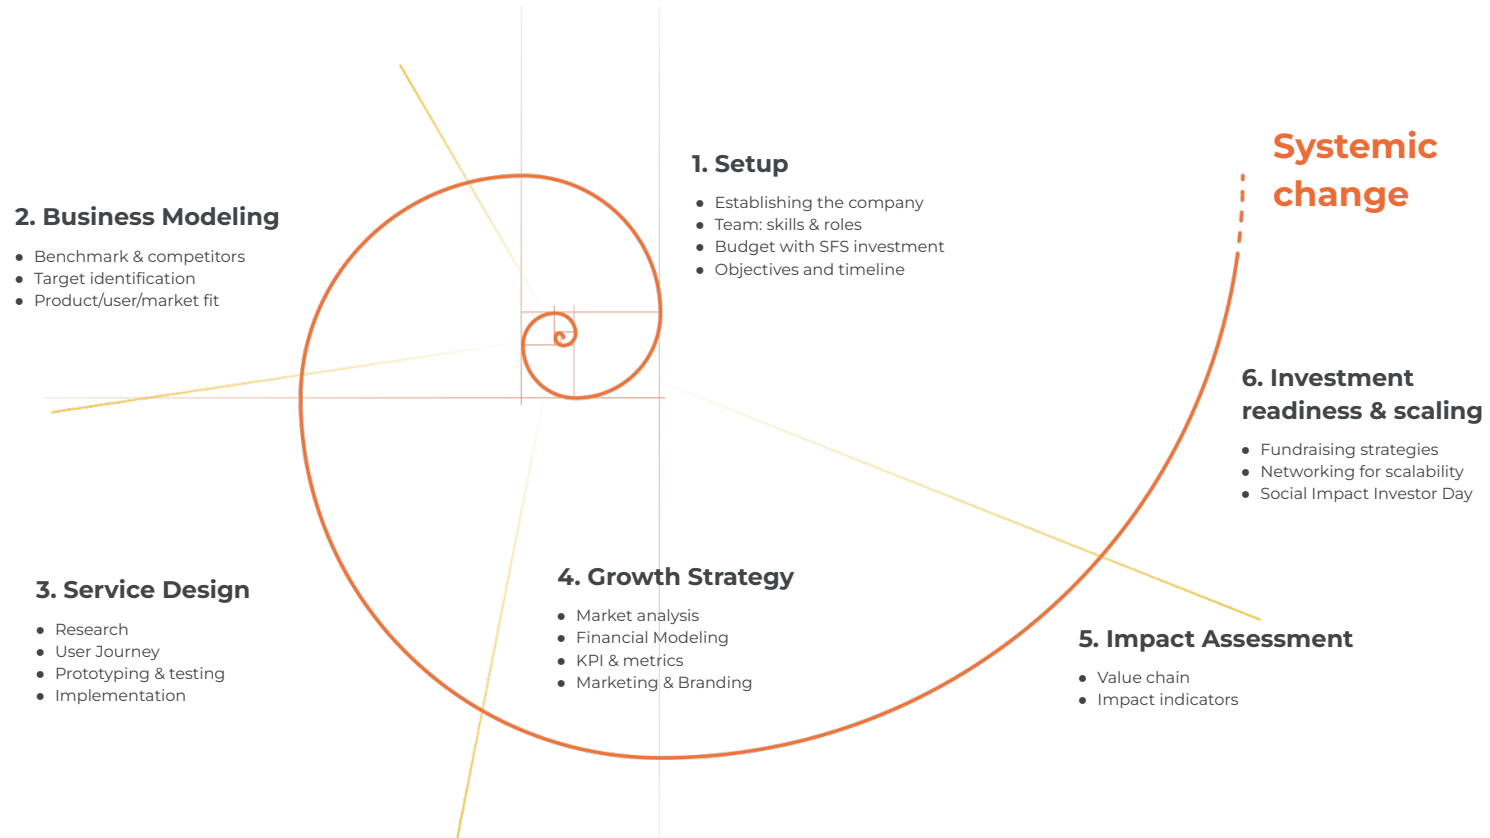 1. Setup
● Establishing the company
● Team: skills & roles
● Budget with SFS investment
● Objectives and timeline
2. Business Modeling
● Benchmark & competitors
● Target identification
● Product/user/market fit
3. Service Design
● Research
● User Journey
● Prototyping & testing
● Implementation
4. Growth Strategy
● Market analysis
● Financial Modeling
● KPI & metrics
● Marketing & Branding
5. Impact Assessment
● Value chain
● Impact indicators
6. Investment
readiness & scaling
● Fundraising strategies
● Networking for scalability
● Social Impact Investor Day
Systemic
change